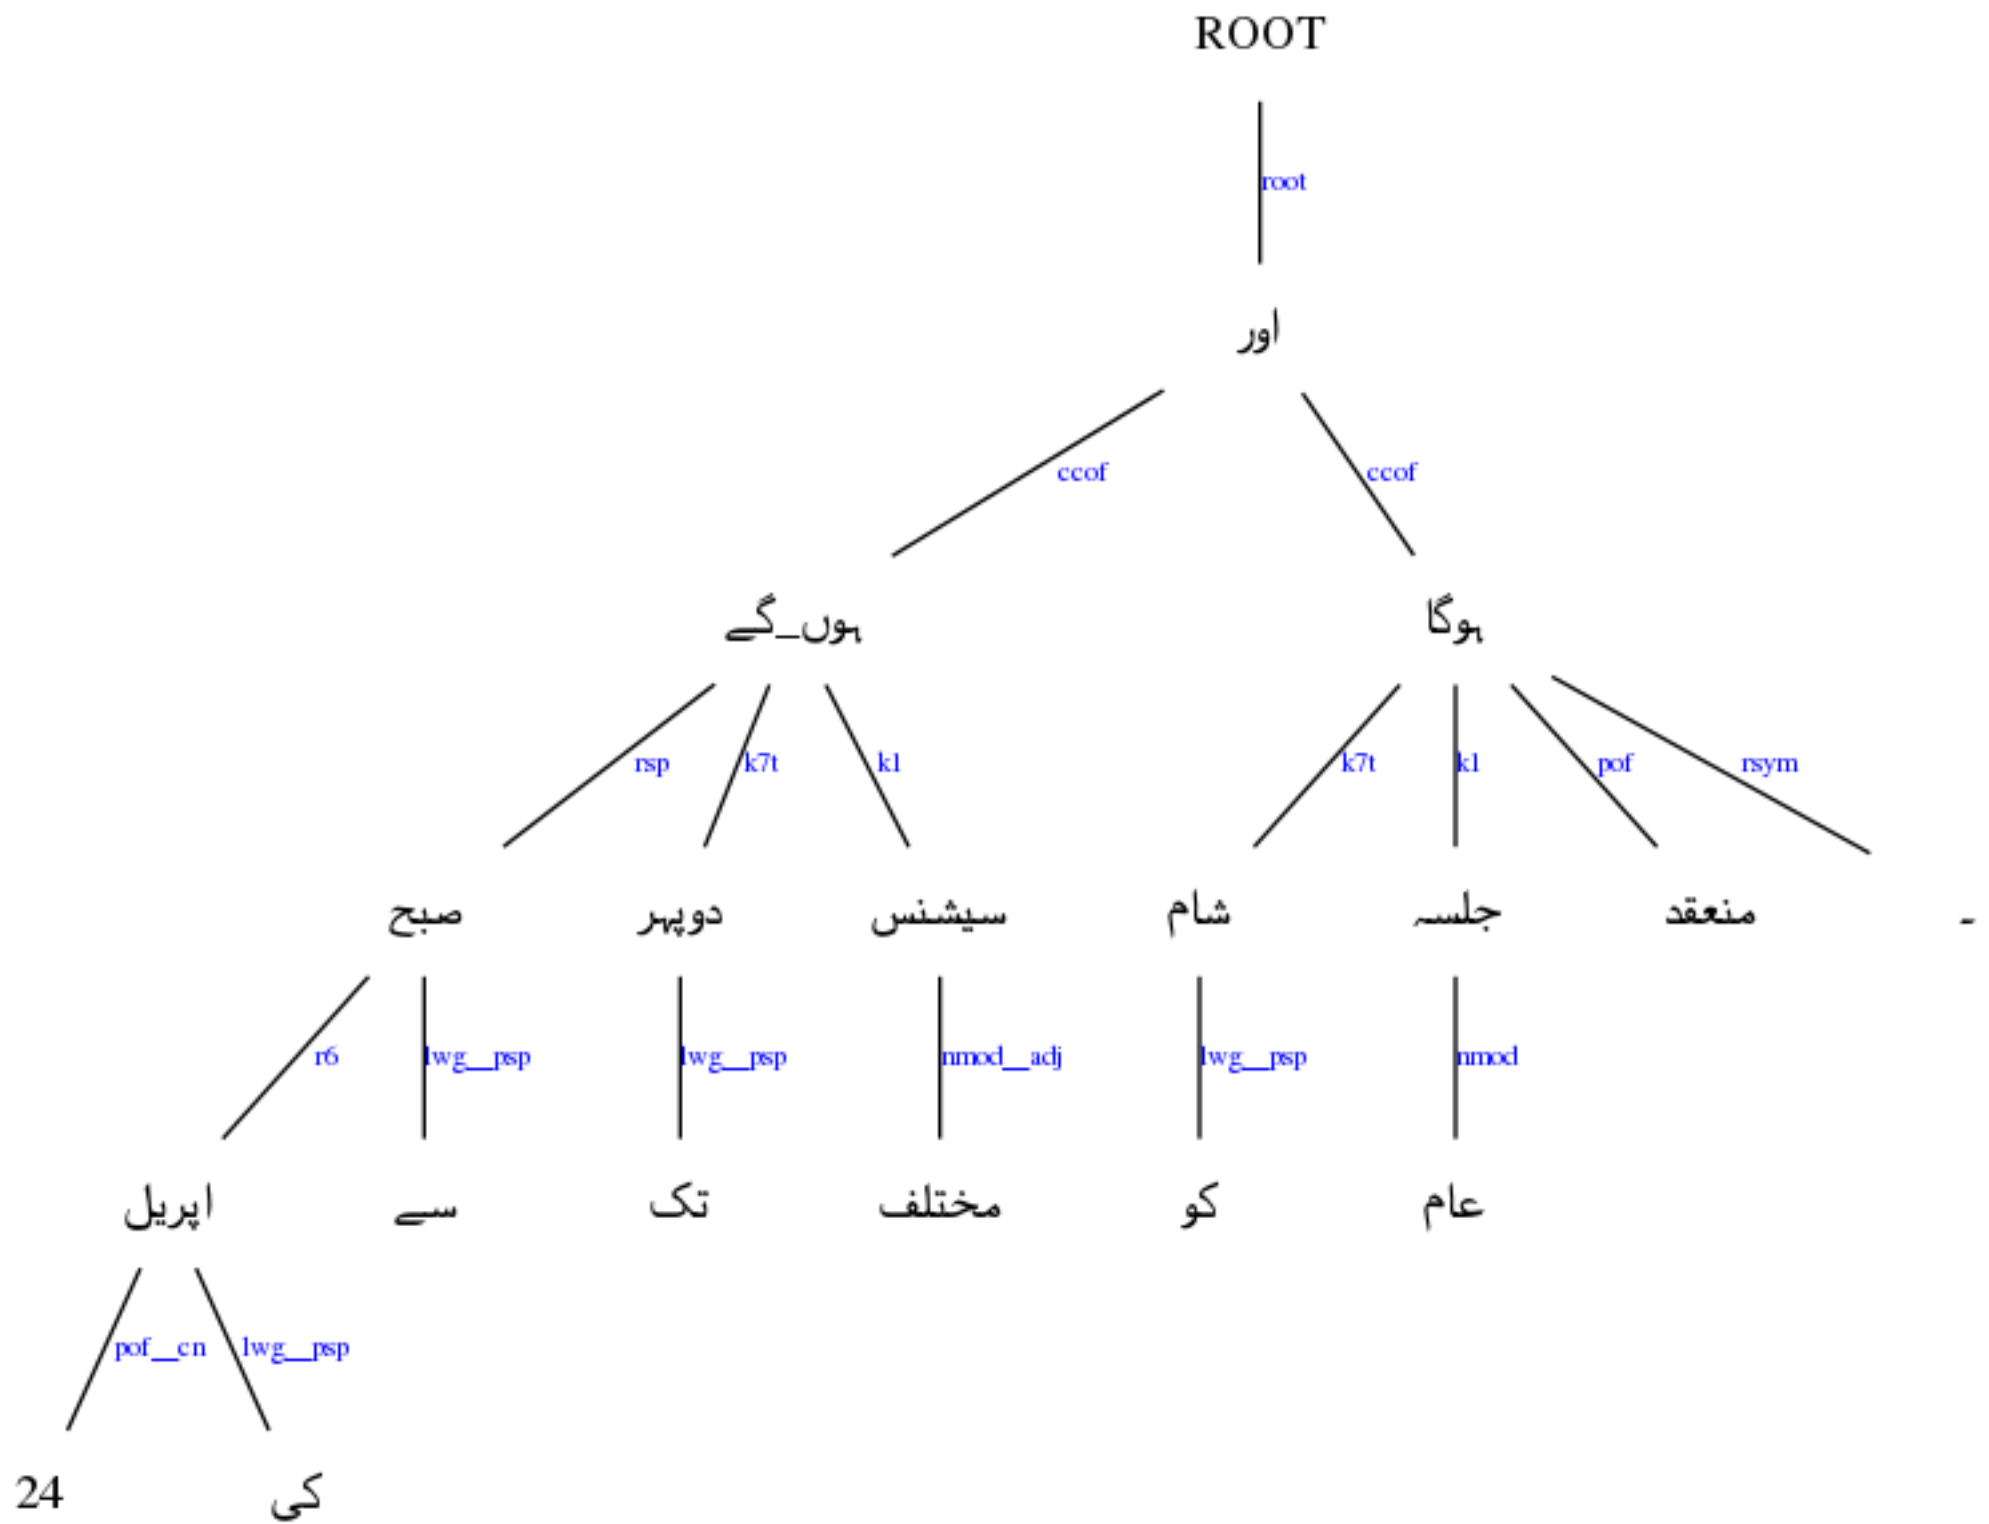 ROOT
root
اور
ccof ccof
ہوں_گے ہوگا
rsp k7t k1 k7t k1 pof rsym
صبح دوپہر سیشنس شام جلسہ منعقد ۔
r6 lwg__psp lwg__psp nmod__adj lwg__psp nmod
اپریل سے تک مختلف کو عام
pof__cn lwg__psp
24 کی